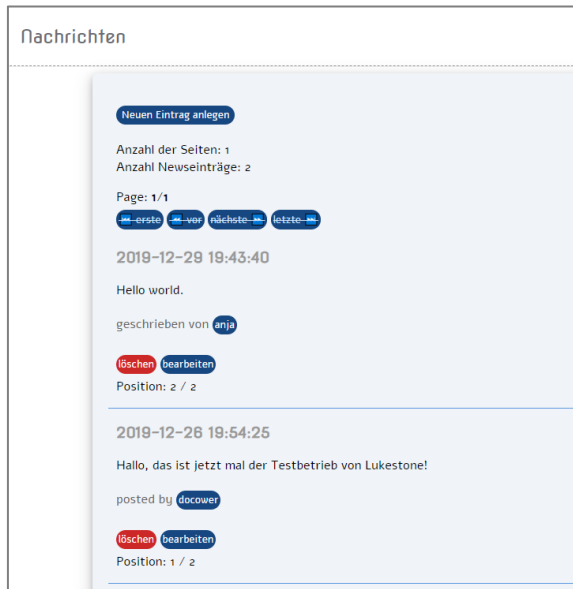 Nachrichten
Neuen Eintrag anlegen
Anzahl der Seiten: 1
Anzahl Newseinträge: 2
Page: 1/1
⏪ erste ⏪ vor nächste ⏩ letzte ⏩
2019-12-29 19:43:40
Hello world.
geschrieben von anja
löschen bearbeiten
Position: 2 / 2
2019-12-26 19:54:25
Hallo, das ist jetzt mal der Testbetrieb von Lukestone!
posted by docower
löschen bearbeiten
Position: 1 / 2